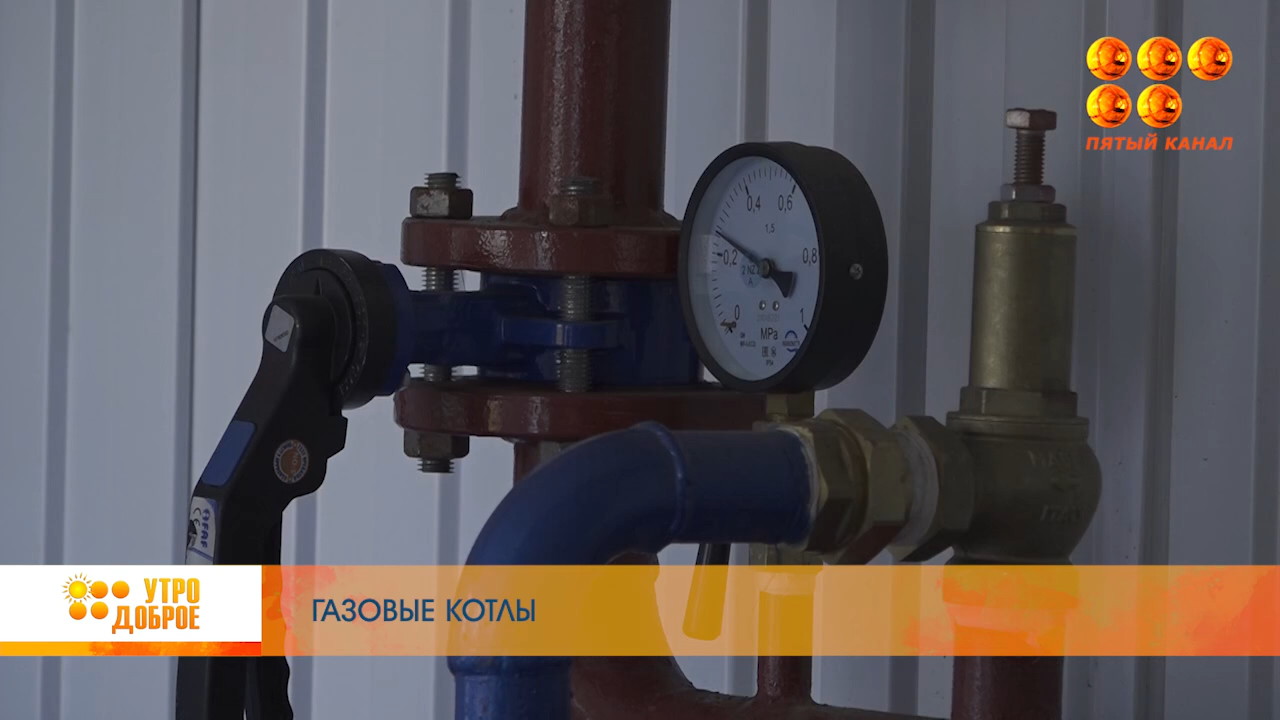 ПЯТЫЙ КАНАЛ
0,4 0,6
1,5
0,2 0,8
0 1
MPa
УТРО
ДОБРОЕ
ГАЗОВЫЕ КОТЛЫ